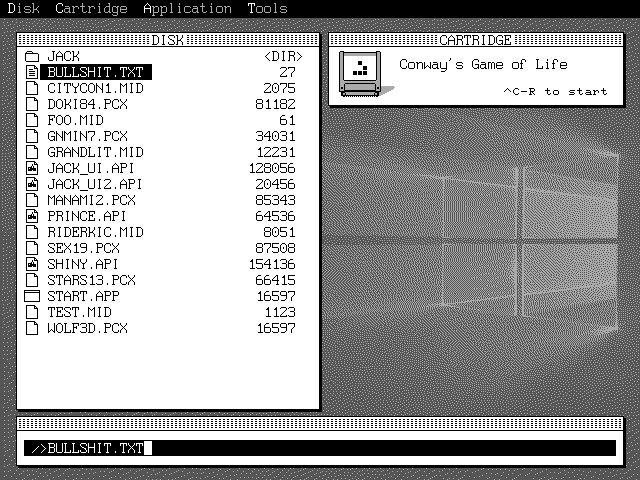 Disk Cartridge Application Tools
DISK
JACK <DIR>
BULLSHIT.TXT 27
CITYCON1.MID 2075
DOKI84.PCX 81182
FOO.MID 61
GNMIN7.PCX 34031
GRANDLIT.MID 12231
JACK_UI.API 128056
JACK_UI2.API 20456
MANAMI2.PCX 85343
PRINCE.API 64536
RIDERKIC.MID 8051
SEX19.PCX 87508
SHINY.API 154136
STARS13.PCX 66415
START.APP 16597
TEST.MID 1123
WOLF3D.PCX 16597
CARTRIDGE
Conway's Game of Life
^C-R to start
/>BULLSHIT.TXT